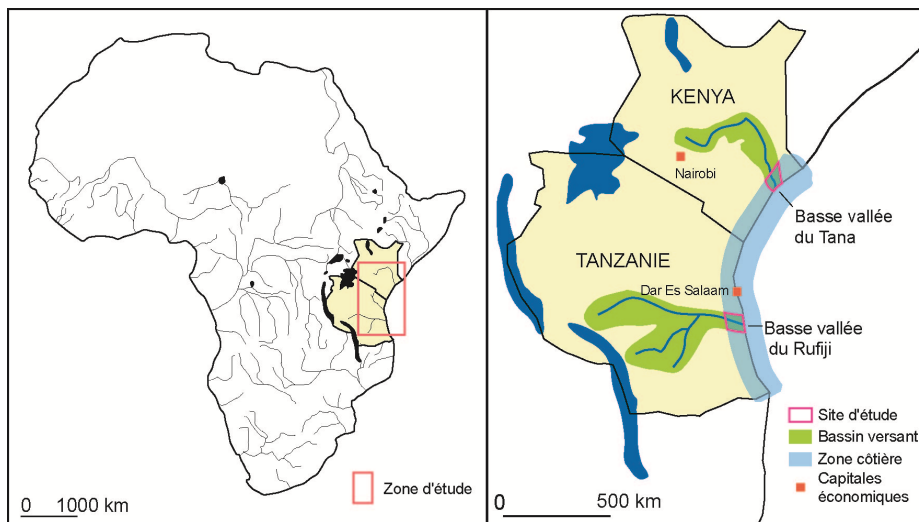 Zone d'étude
0 1000 km
KENYA
Nairobi
Basse vallée
du Tana
TANZANIE
Dar Es Salaam
Basse vallée
du Rufiji
Site d'étude
Bassin versant
Zone côtière
Capitales
économiques
0 500 km